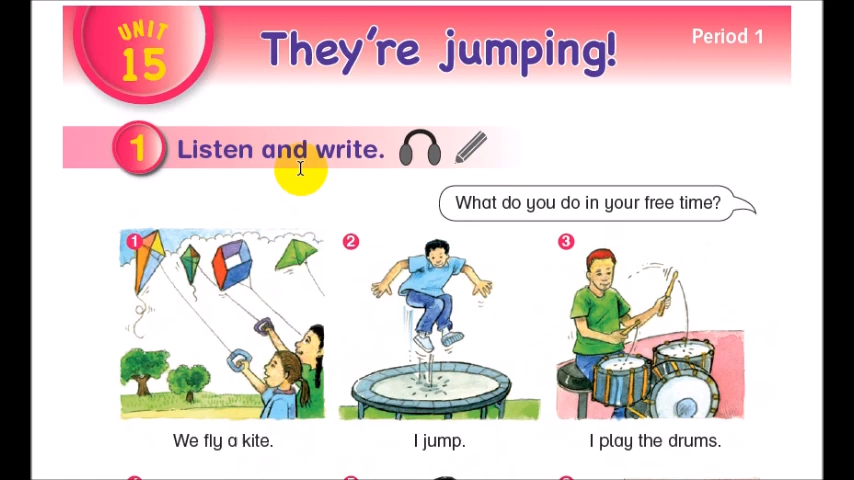 UNIT
15
They're jumping!
Period 1
1
Listen and write.
What do you do in your free time?
1
2
3
We fly a kite.
I jump.
I play the drums.